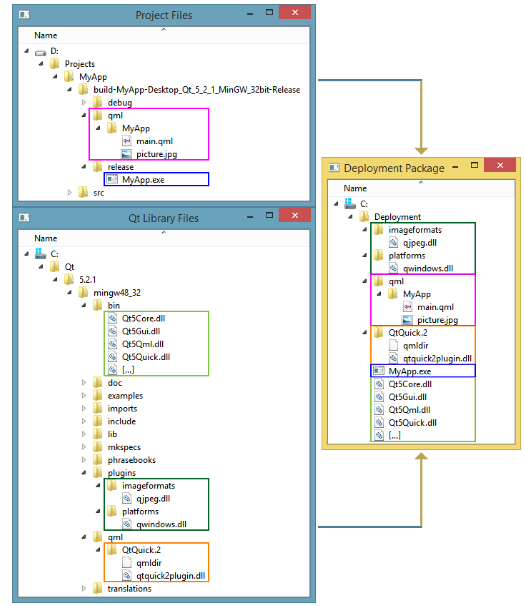 Project Files
Name
D:
Projects
MyApp
build-MyApp-Desktop_Qt_5_2_1_MinGW_32bit-Release
debug
qml
MyApp
main.qml
picture.jpg
release
MyApp.exe
src
Qt Library Files
Name
C:
Qt
5.2.1
mingw48_32
bin
Qt5Core.dll
Qt5Gui.dll
Qt5Qml.dll
Qt5Quick.dll
[...]
doc
examples
imports
include
lib
mkspecs
phrasebooks
plugins
imageformats
qjpeg.dll
platforms
qwindows.dll
qml
QtQuick.2
qmldir
qtquick2plugin.dll
translations
Deployment Package
Name
C:
Deployment
imageformats
qjpeg.dll
platforms
qwindows.dll
qml
MyApp
main.qml
picture.jpg
QtQuick.2
qmldir
qtquick2plugin.dll
MyApp.exe
Qt5Core.dll
Qt5Gui.dll
Qt5Qml.dll
Qt5Quick.dll
[...]